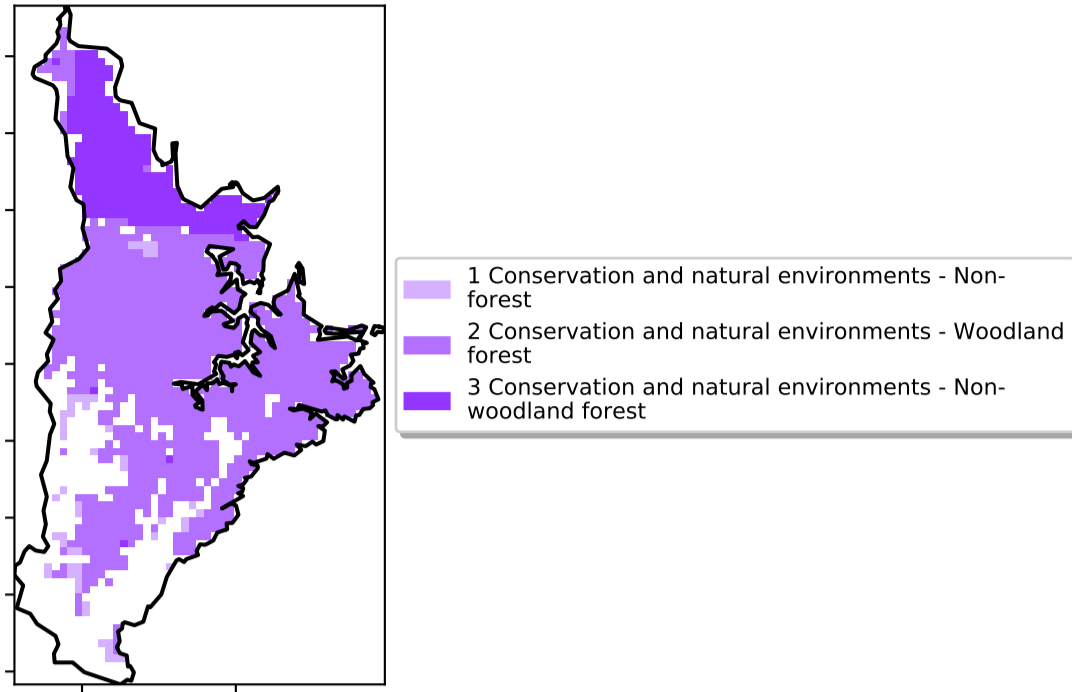 1 Conservation and natural environments - Non-
forest
2 Conservation and natural environments - Woodland
forest
3 Conservation and natural environments - Non-
woodland forest